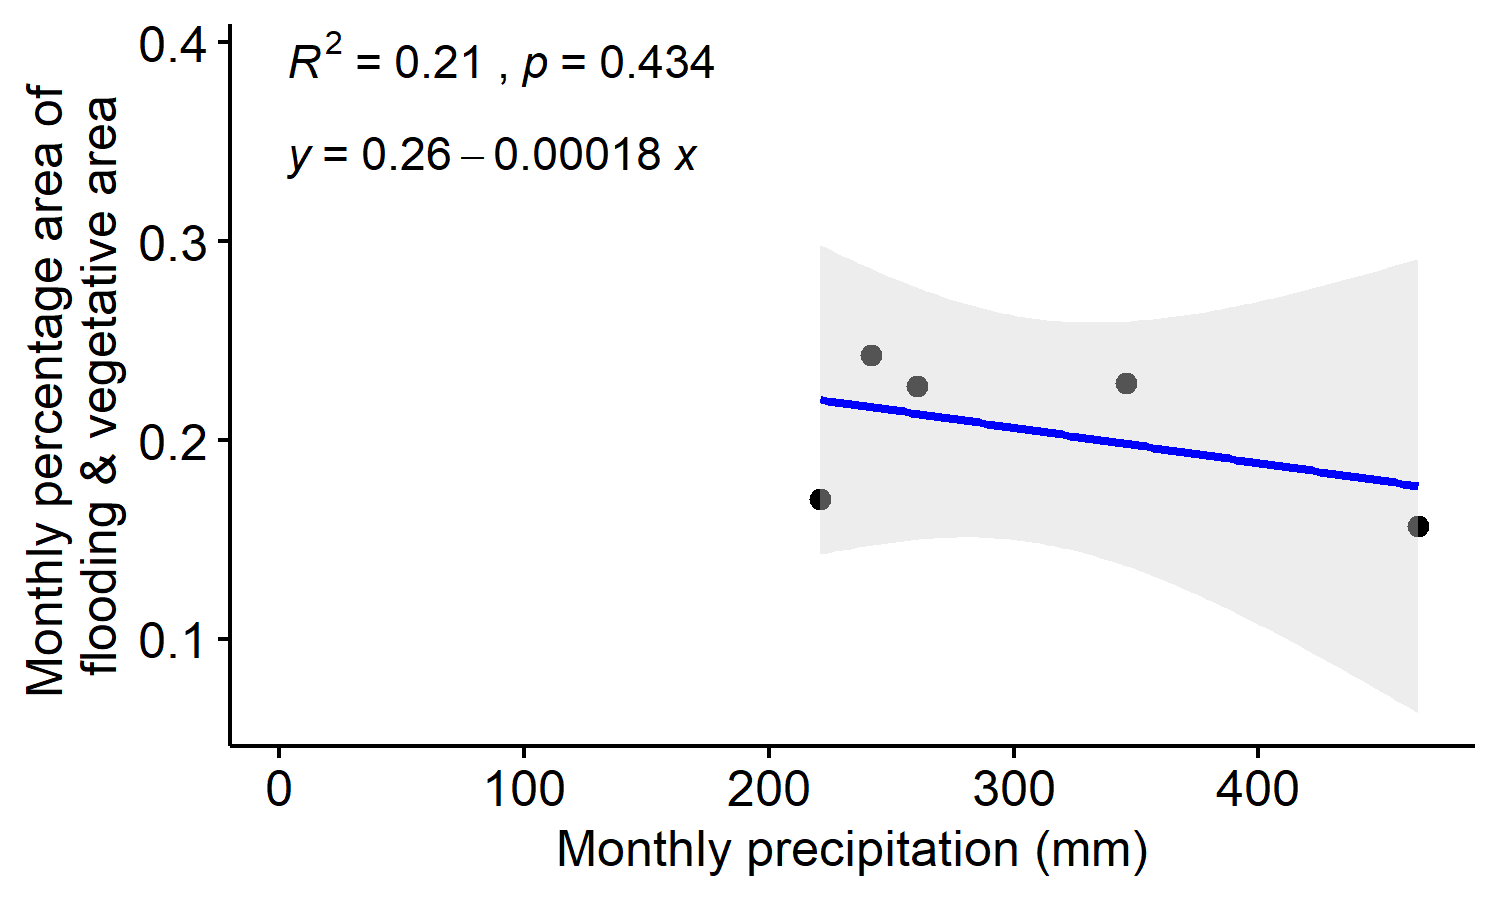 R² = 0.21 , p = 0.434
y = 0.26 – 0.00018 x
Monthly percentage area of
flooding & vegetative area
0.4
0.3
0.2
0.1
0 100 200 300 400
Monthly precipitation (mm)